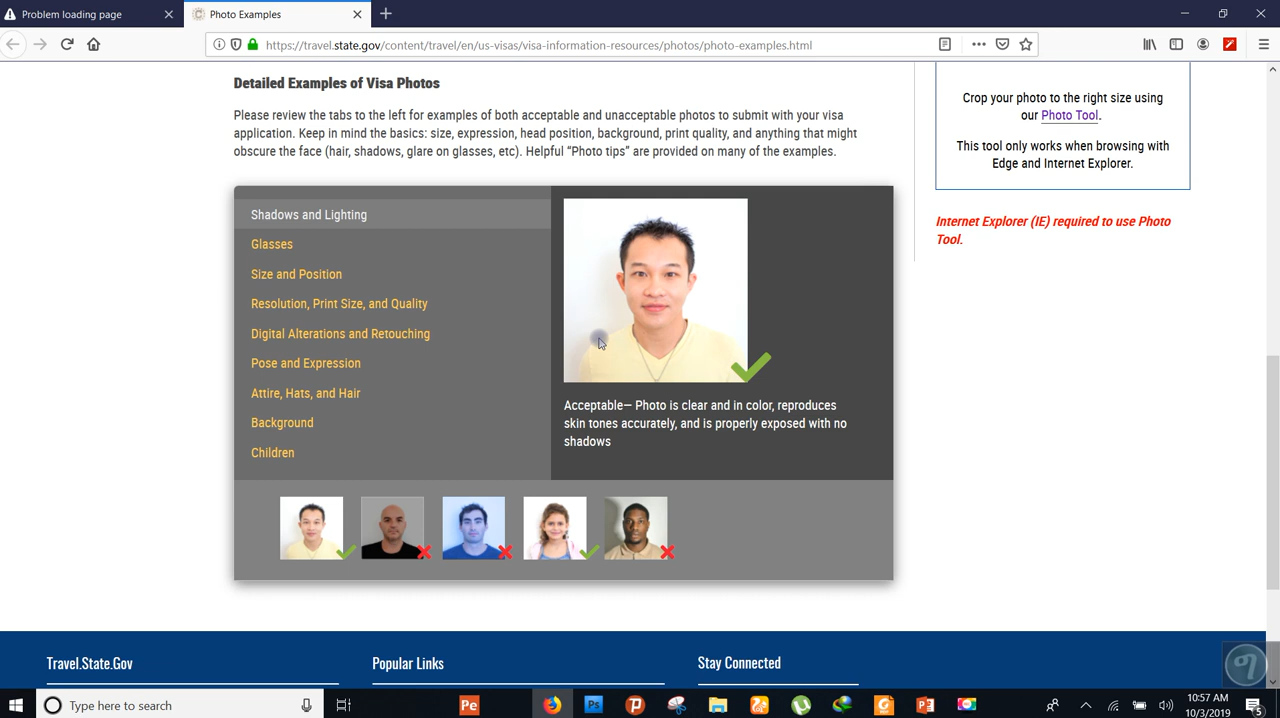 Problem loading page
Photo Examples
https://travel.state.gov/content/travel/en/us-visas/visa-information-resources/photos/photo-examples.html
Detailed Examples of Visa Photos
Please review the tabs to the left for examples of both acceptable and unacceptable photos to submit with your visa
application. Keep in mind the basics: size, expression, head position, background, print quality, and anything that might
obscure the face (hair, shadows, glare on glasses, etc). Helpful “Photo tips” are provided on many of the examples.
Crop your photo to the right size using
our Photo Tool.
This tool only works when browsing with
Edge and Internet Explorer.
Internet Explorer (IE) required to use Photo
Tool.
Shadows and Lighting
Glasses
Size and Position
Resolution, Print Size, and Quality
Digital Alterations and Retouching
Pose and Expression
Attire, Hats, and Hair
Background
Children
Acceptable— Photo is clear and in color, reproduces
skin tones accurately, and is properly exposed with no
shadows
Travel.State.Gov
Popular Links
Stay Connected
Type here to search
Pe
Ps
10:57 AM
10/3/2019
5